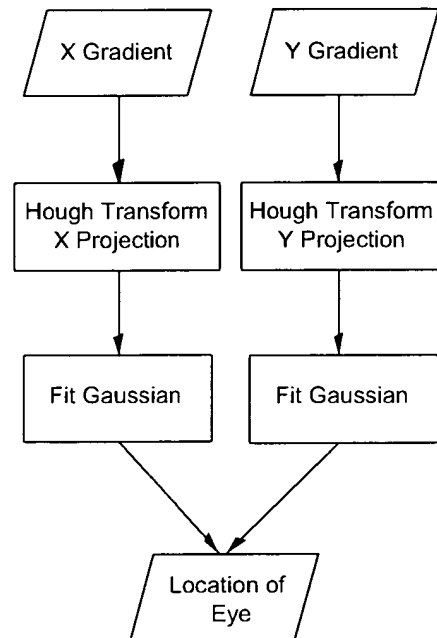 X Gradient
Y Gradient
Hough Transform
X Projection
Hough Transform
Y Projection
Fit Gaussian
Fit Gaussian
Location of
Eye